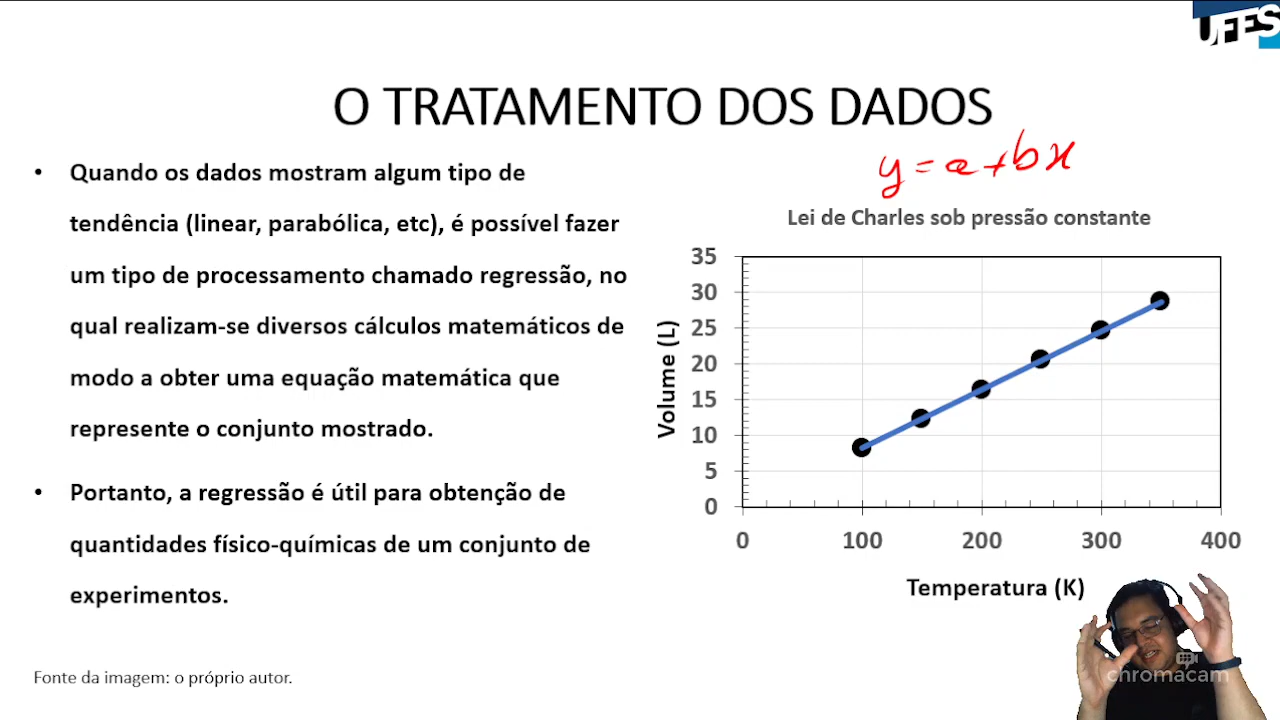 UFES
O TRATAMENTO DOS DADOS
• Quando os dados mostram algum tipo de
tendência (linear, parabólica, etc), é possível fazer
um tipo de processamento chamado regressão, no
qual realizam-se diversos cálculos matemáticos de
modo a obter uma equação matemática que
represente o conjunto mostrado.
• Portanto, a regressão é útil para obtenção de
quantidades físico-químicas de um conjunto de
experimentos.
Fonte da imagem: o próprio autor.
y = a + bx
Lei de Charles sob pressão constante
Volume (L)
35
30
25
20
15
10
5
0
0 100 200 300 400
Temperatura (K)
chromacam